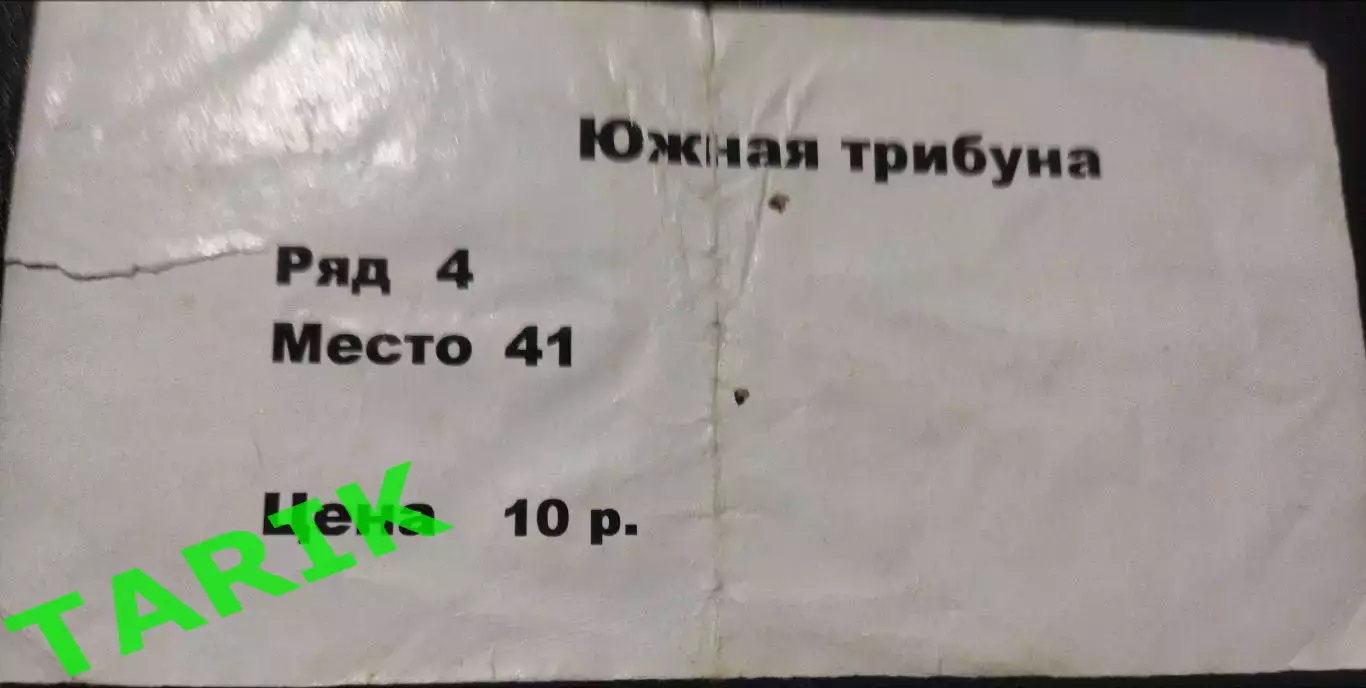 Южная трибуна
Ряд 4
Место 41
Цена 10 р.
TARIK